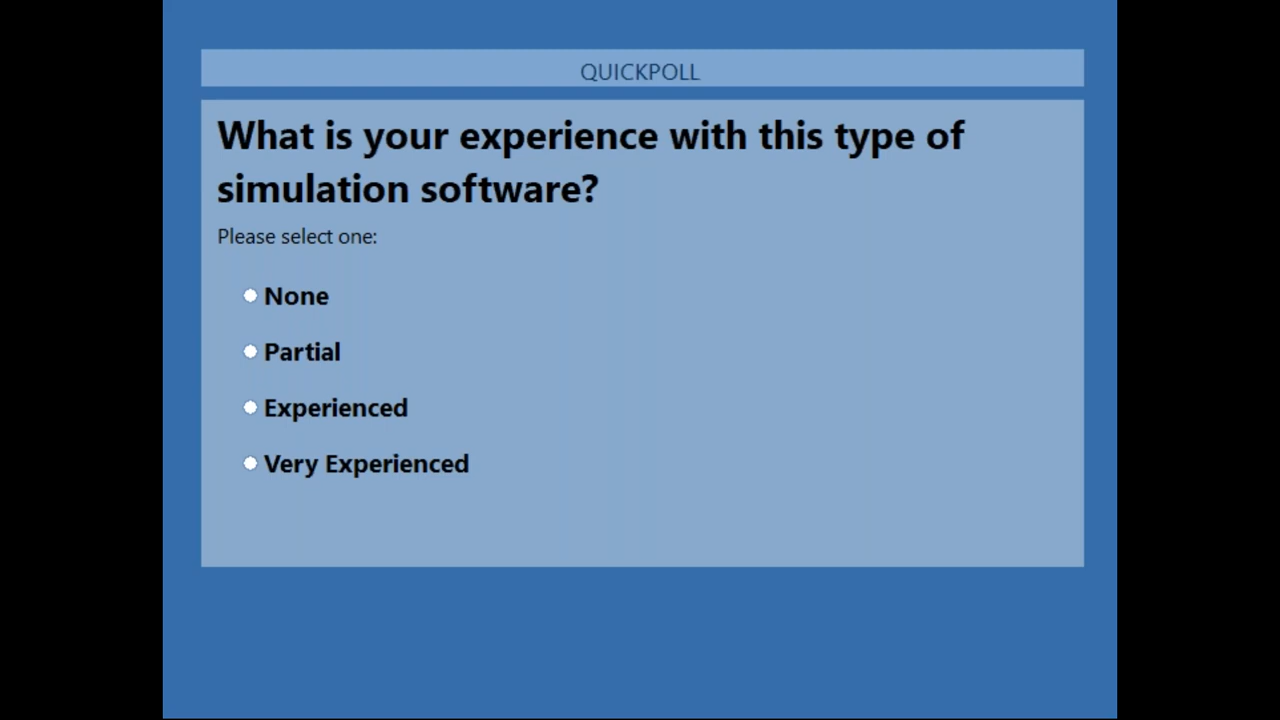 QUICKPOLL
What is your experience with this type of
simulation software?
Please select one:
None
Partial
Experienced
Very Experienced